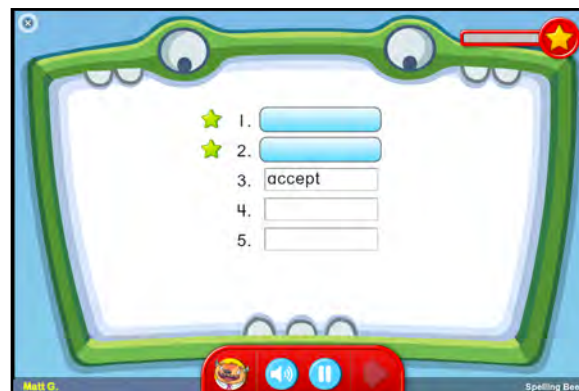 1.
2.
3. accept
4.
5.
Matt G.
Spelling Bee